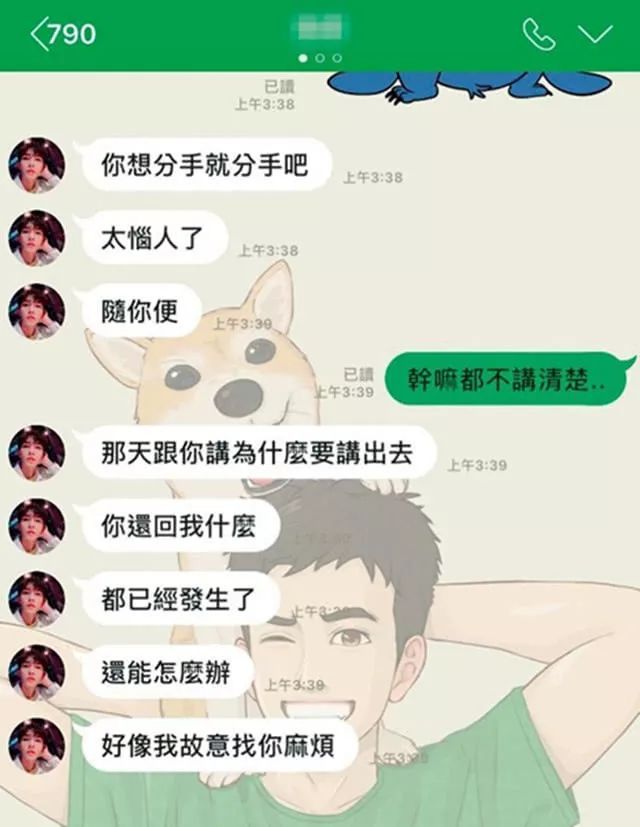 790
已讀
上午3:38
你想分手就分手吧
上午3:38
太惱人了
上午3:38
隨你便
上午3:39
已讀
上午3:39
幹嘛都不講清楚..
那天跟你講為什麼要講出去
上午3:39
你還回我什麼
上午3:39
都已經發生了
上午3:39
還能怎麼辦
上午3:39
好像我故意找你麻煩
上午3:39